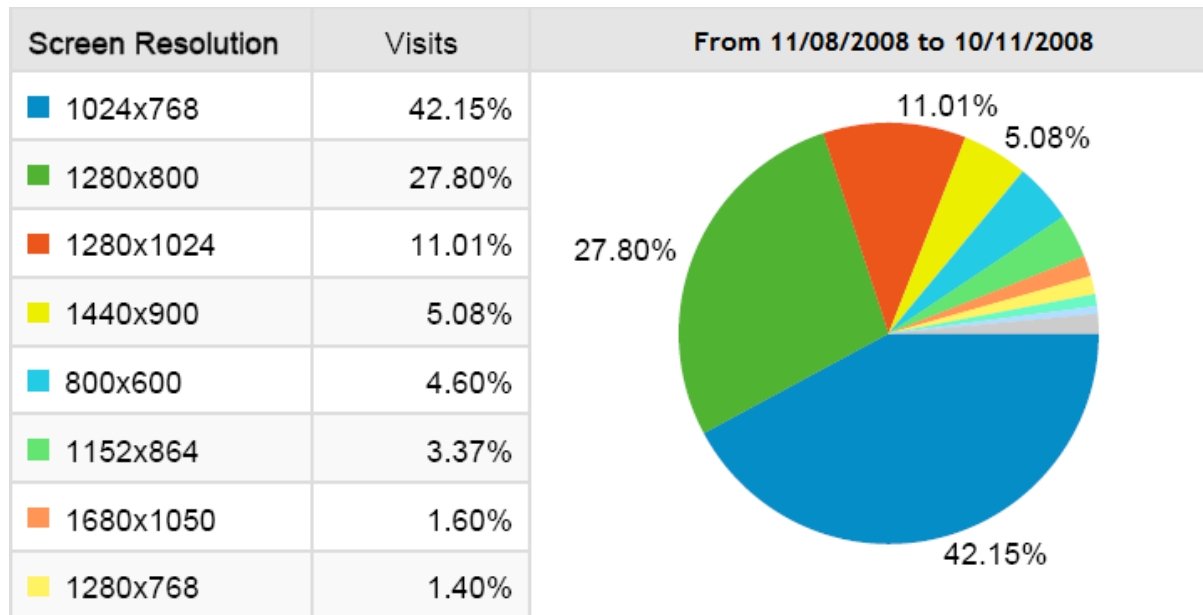 Screen Resolution Visits From 11/08/2008 to 10/11/2008
1024x768 42.15%
1280x800 27.80%
1280x1024 11.01%
1440x900 5.08%
800x600 4.60%
1152x864 3.37%
1680x1050 1.60%
1280x768 1.40%
11.01%
5.08%
27.80%
42.15%